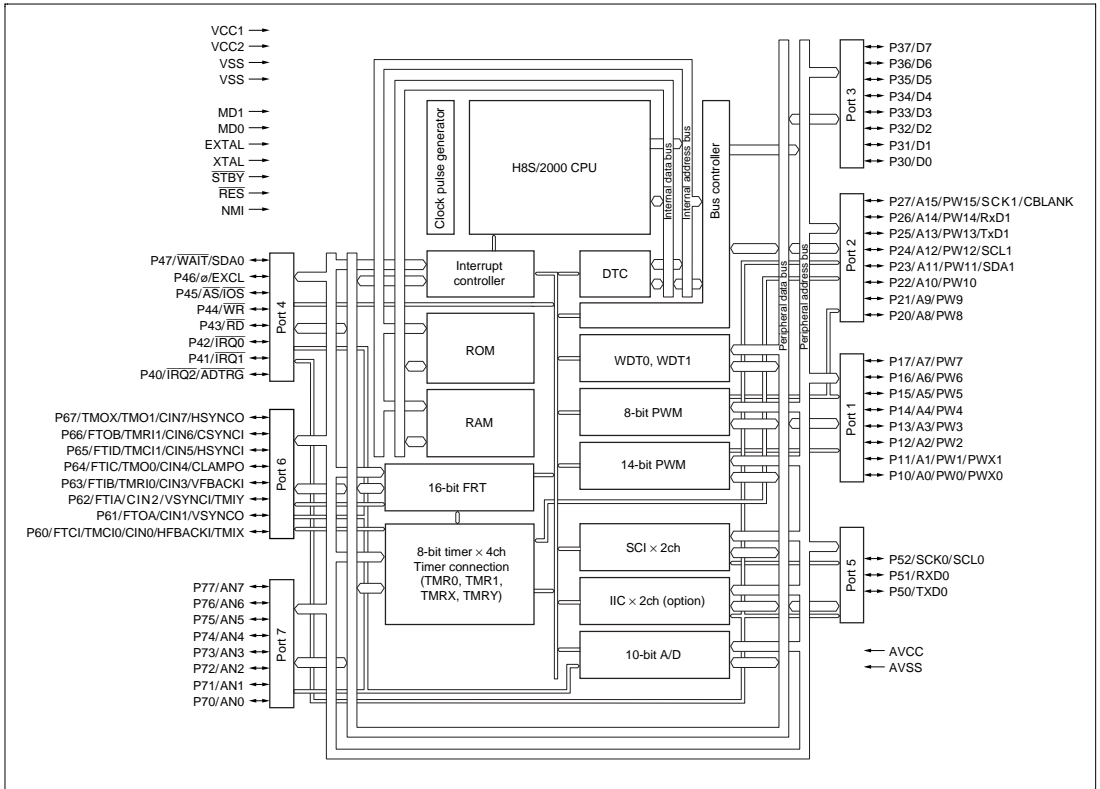 VCC1
VCC2
VSS
VSS
MD1
MD0
EXTAL
XTAL
STBY
RES
NMI
P47/WAIT/SDA0
P46/ø/EXCL
P45/AS/IOS
P44/WR
P43/RD
P42/IRQ0
P41/IRQ1
P40/IRQ2/ADTRG
Port 4
P67/TMOX/TMO1/CIN7/HSYNCO
P66/FTOB/TMRI1/CIN6/CSYNCI
P65/FTID/TMCI1/CIN5/HSYNCI
P64/FTIC/TMO0/CIN4/CLAMPO
P63/FTIB/TMRI0/CIN3/VFBACKI
P62/FTIA/CIN2/VSYNCI/TMIY
P61/FTOA/CIN1/VSYNCO
P60/FTCI/TMCI0/CIN0/HFBACKI/TMIX
Port 6
P77/AN7
P76/AN6
P75/AN5
P74/AN4
P73/AN3
P72/AN2
P71/AN1
P70/AN0
Port 7
Clock pulse generator
H8S/2000 CPU
Interrupt
controller
DTC
ROM
RAM
16-bit FRT
8-bit timer × 4ch
Timer connection
(TMR0, TMR1,
TMRX, TMRY)
Internal data bus
Internal address bus
Bus controller
WDT0, WDT1
8-bit PWM
14-bit PWM
SCI × 2ch
IIC × 2ch (option)
10-bit A/D
Peripheral data bus
Peripheral address bus
Port 3
P37/D7
P36/D6
P35/D5
P34/D4
P33/D3
P32/D2
P31/D1
P30/D0
Port 2
P27/A15/PW15/SCK1/CBLANK
P26/A14/PW14/RxD1
P25/A13/PW13/TxD1
P24/A12/PW12/SCL1
P23/A11/PW11/SDA1
P22/A10/PW10
P21/A9/PW9
P20/A8/PW8
Port 1
P17/A7/PW7
P16/A6/PW6
P15/A5/PW5
P14/A4/PW4
P13/A3/PW3
P12/A2/PW2
P11/A1/PW1/PWX1
P10/A0/PW0/PWX0
Port 5
P52/SCK0/SCL0
P51/RXD0
P50/TXD0
AVCC
AVSS